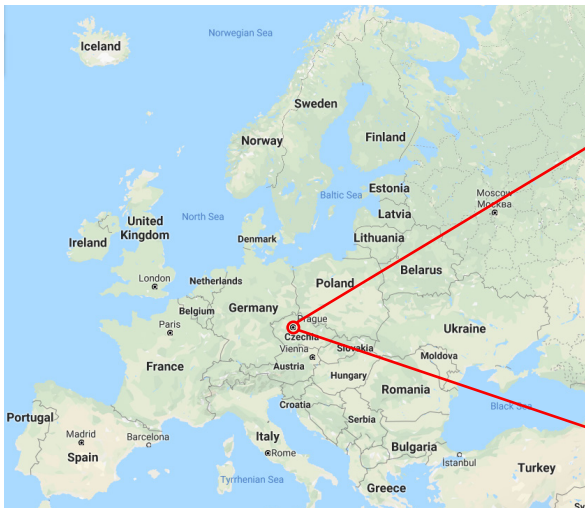 Norwegian Sea
Iceland
Sweden
Finland
Norway
Estonia
Baltic Sea
Moscow
Москва
Latvia
North Sea
United
Kingdom
Ireland
Denmark
Lithuania
Belarus
London
Netherlands
Poland
Belgium
Germany
Prague
Paris
Ukraine
Czechia
Vienna
Slovakia
Moldova
France
Austria
Hungary
Romania
Croatia
Black Sea
Portugal
Serbia
Madrid
Barcelona
Italy
Bulgaria
Rome
Spain
İstanbul
Turkey
Tyrrhenian Sea
Greece
Sy